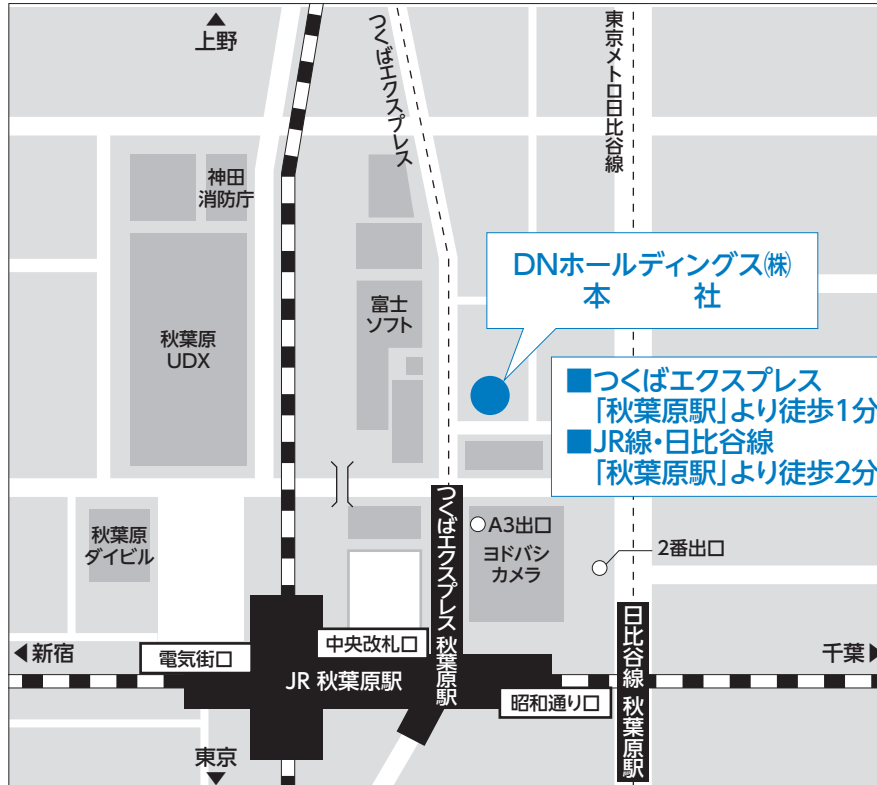 ▲
上野
つくばエクスプレス
東京メトロ日比谷線
神田
消防庁
DNホールディングス㈱
本　　社
富士
ソフト
秋葉原
UDX
■つくばエクスプレス
「秋葉原駅」より徒歩1分
■JR線・日比谷線
「秋葉原駅」より徒歩2分
つくばエクスプレス 秋葉原駅
A3出口
ヨドバシ
カメラ
2番出口
秋葉原
ダイビル
日比谷線 秋葉原駅
中央改札口
◀新宿
電気街口
千葉▶
JR 秋葉原駅
昭和通り口
東京
▼